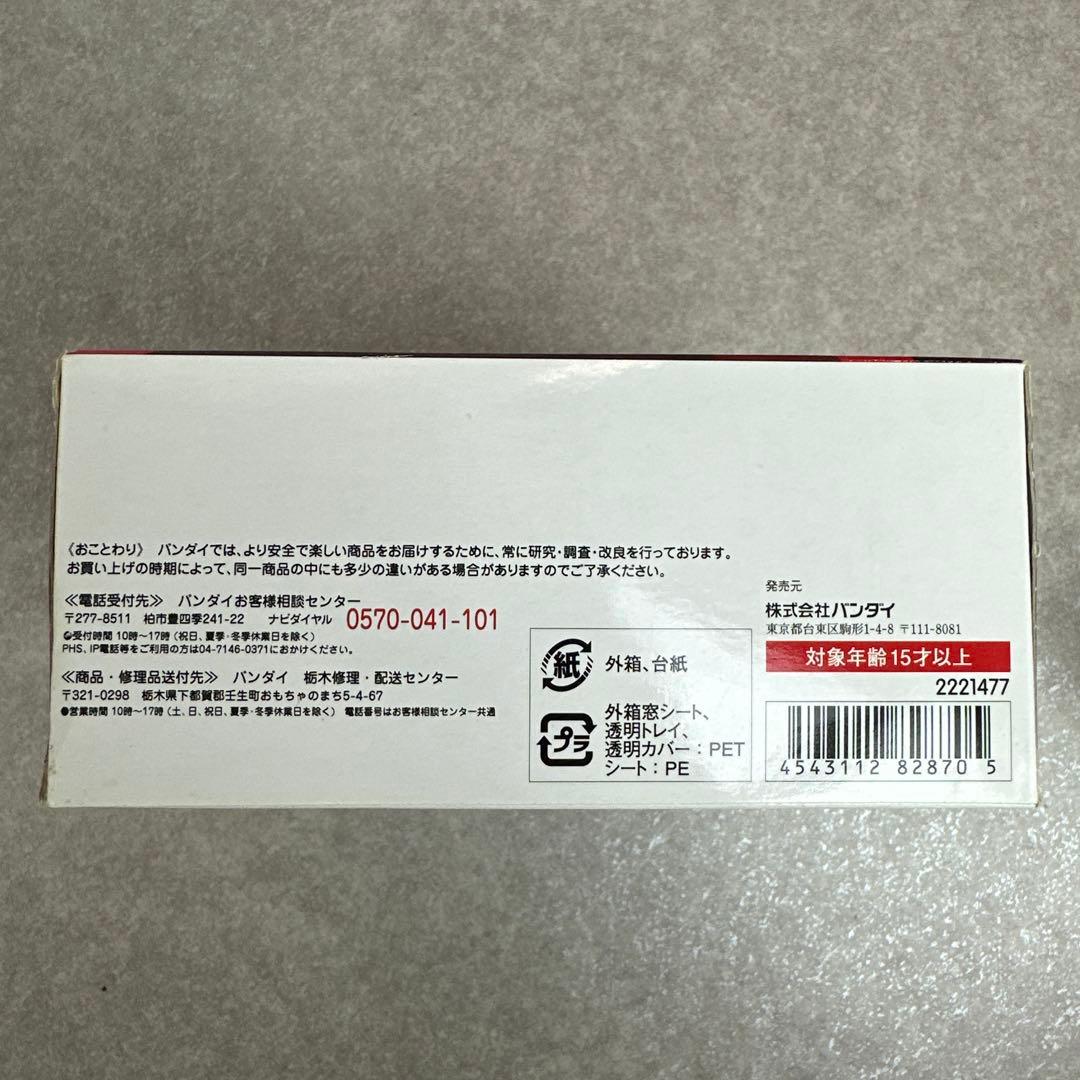 《おことわり》 バンダイでは、より安全で楽しい商品をお届けするために、常に研究・調査・改良を行っております。
お買い上げの時期によって、同一商品の中にも多少の違いがある場合がありますのでご了承ください。
≪電話受付先≫ バンダイお客様相談センター
〒277-8511 柏市豊四季241-22 ナビダイヤル 0570-041-101
●受付時間 10時〜17時(祝日、夏季・冬季休業日を除く)
PHS、IP電話等をご利用の方は04-7146-0371におかけください。
≪商品・修理品送付先≫ バンダイ 栃木修理・配送センター
〒321-0298 栃木県下都賀郡壬生町おもちゃのまち5-4-67
●営業時間 10時〜17時(土、日、祝日、夏季・冬季休業日を除く) 電話番号はお客様相談センター共通
紙 外箱、台紙
プラ
外箱窓シート、
透明トレイ、
透明カバー：PET
シート：PE
発売元
株式会社バンダイ
東京都台東区駒形1-4-8 〒111-8081
対象年齢15才以上
2221477
4543112 82870 5